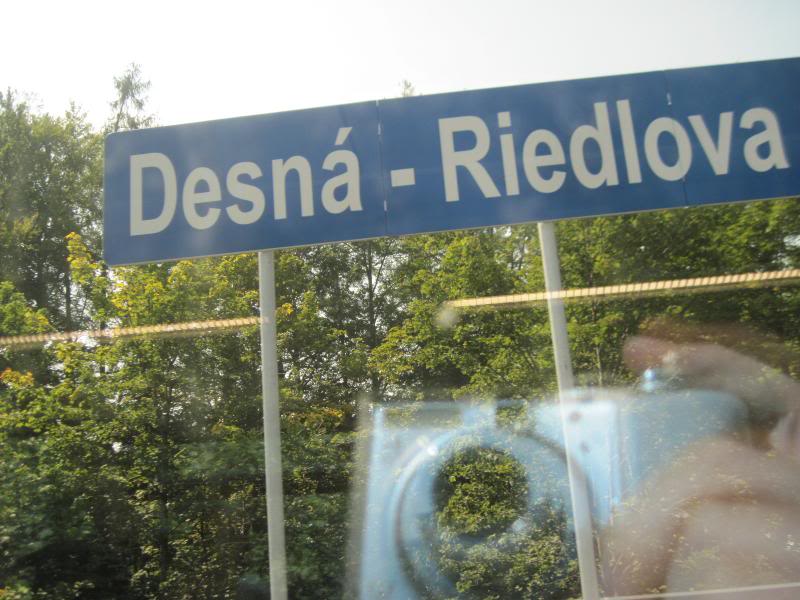 Desná - Riedlova